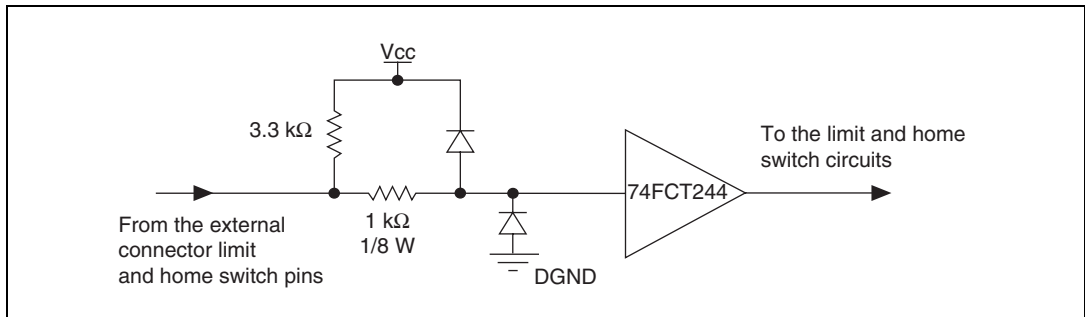 Vcc
3.3 kΩ
To the limit and home
switch circuits
74FCT244
From the external
connector limit
and home switch pins
1 kΩ
1/8 W
DGND